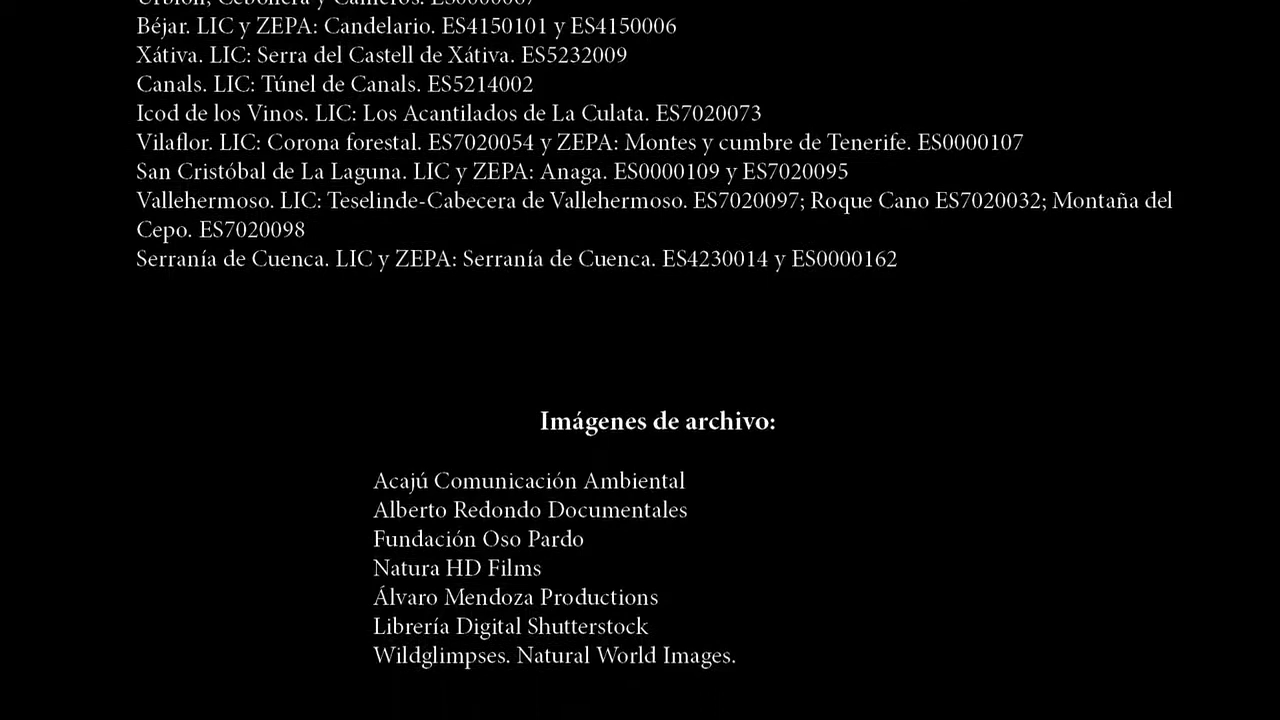 Béjar. LIC y ZEPA: Candelario. ES4150101 y ES4150006
Xátiva. LIC: Serra del Castell de Xátiva. ES5232009
Canals. LIC: Túnel de Canals. ES5214002
Icod de los Vinos. LIC: Los Acantilados de La Culata. ES7020073
Vilaflor. LIC: Corona forestal. ES7020054 y ZEPA: Montes y cumbre de Tenerife. ES0000107
San Cristóbal de La Laguna. LIC y ZEPA: Anaga. ES0000109 y ES7020095
Vallehermoso. LIC: Teselinde-Cabecera de Vallehermoso. ES7020097; Roque Cano ES7020032; Montaña del
Cepo. ES7020098
Serranía de Cuenca. LIC y ZEPA: Serranía de Cuenca. ES4230014 y ES0000162
Imágenes de archivo:
Acajú Comunicación Ambiental
Alberto Redondo Documentales
Fundación Oso Pardo
Natura HD Films
Álvaro Mendoza Productions
Librería Digital Shutterstock
Wildglimpses. Natural World Images.